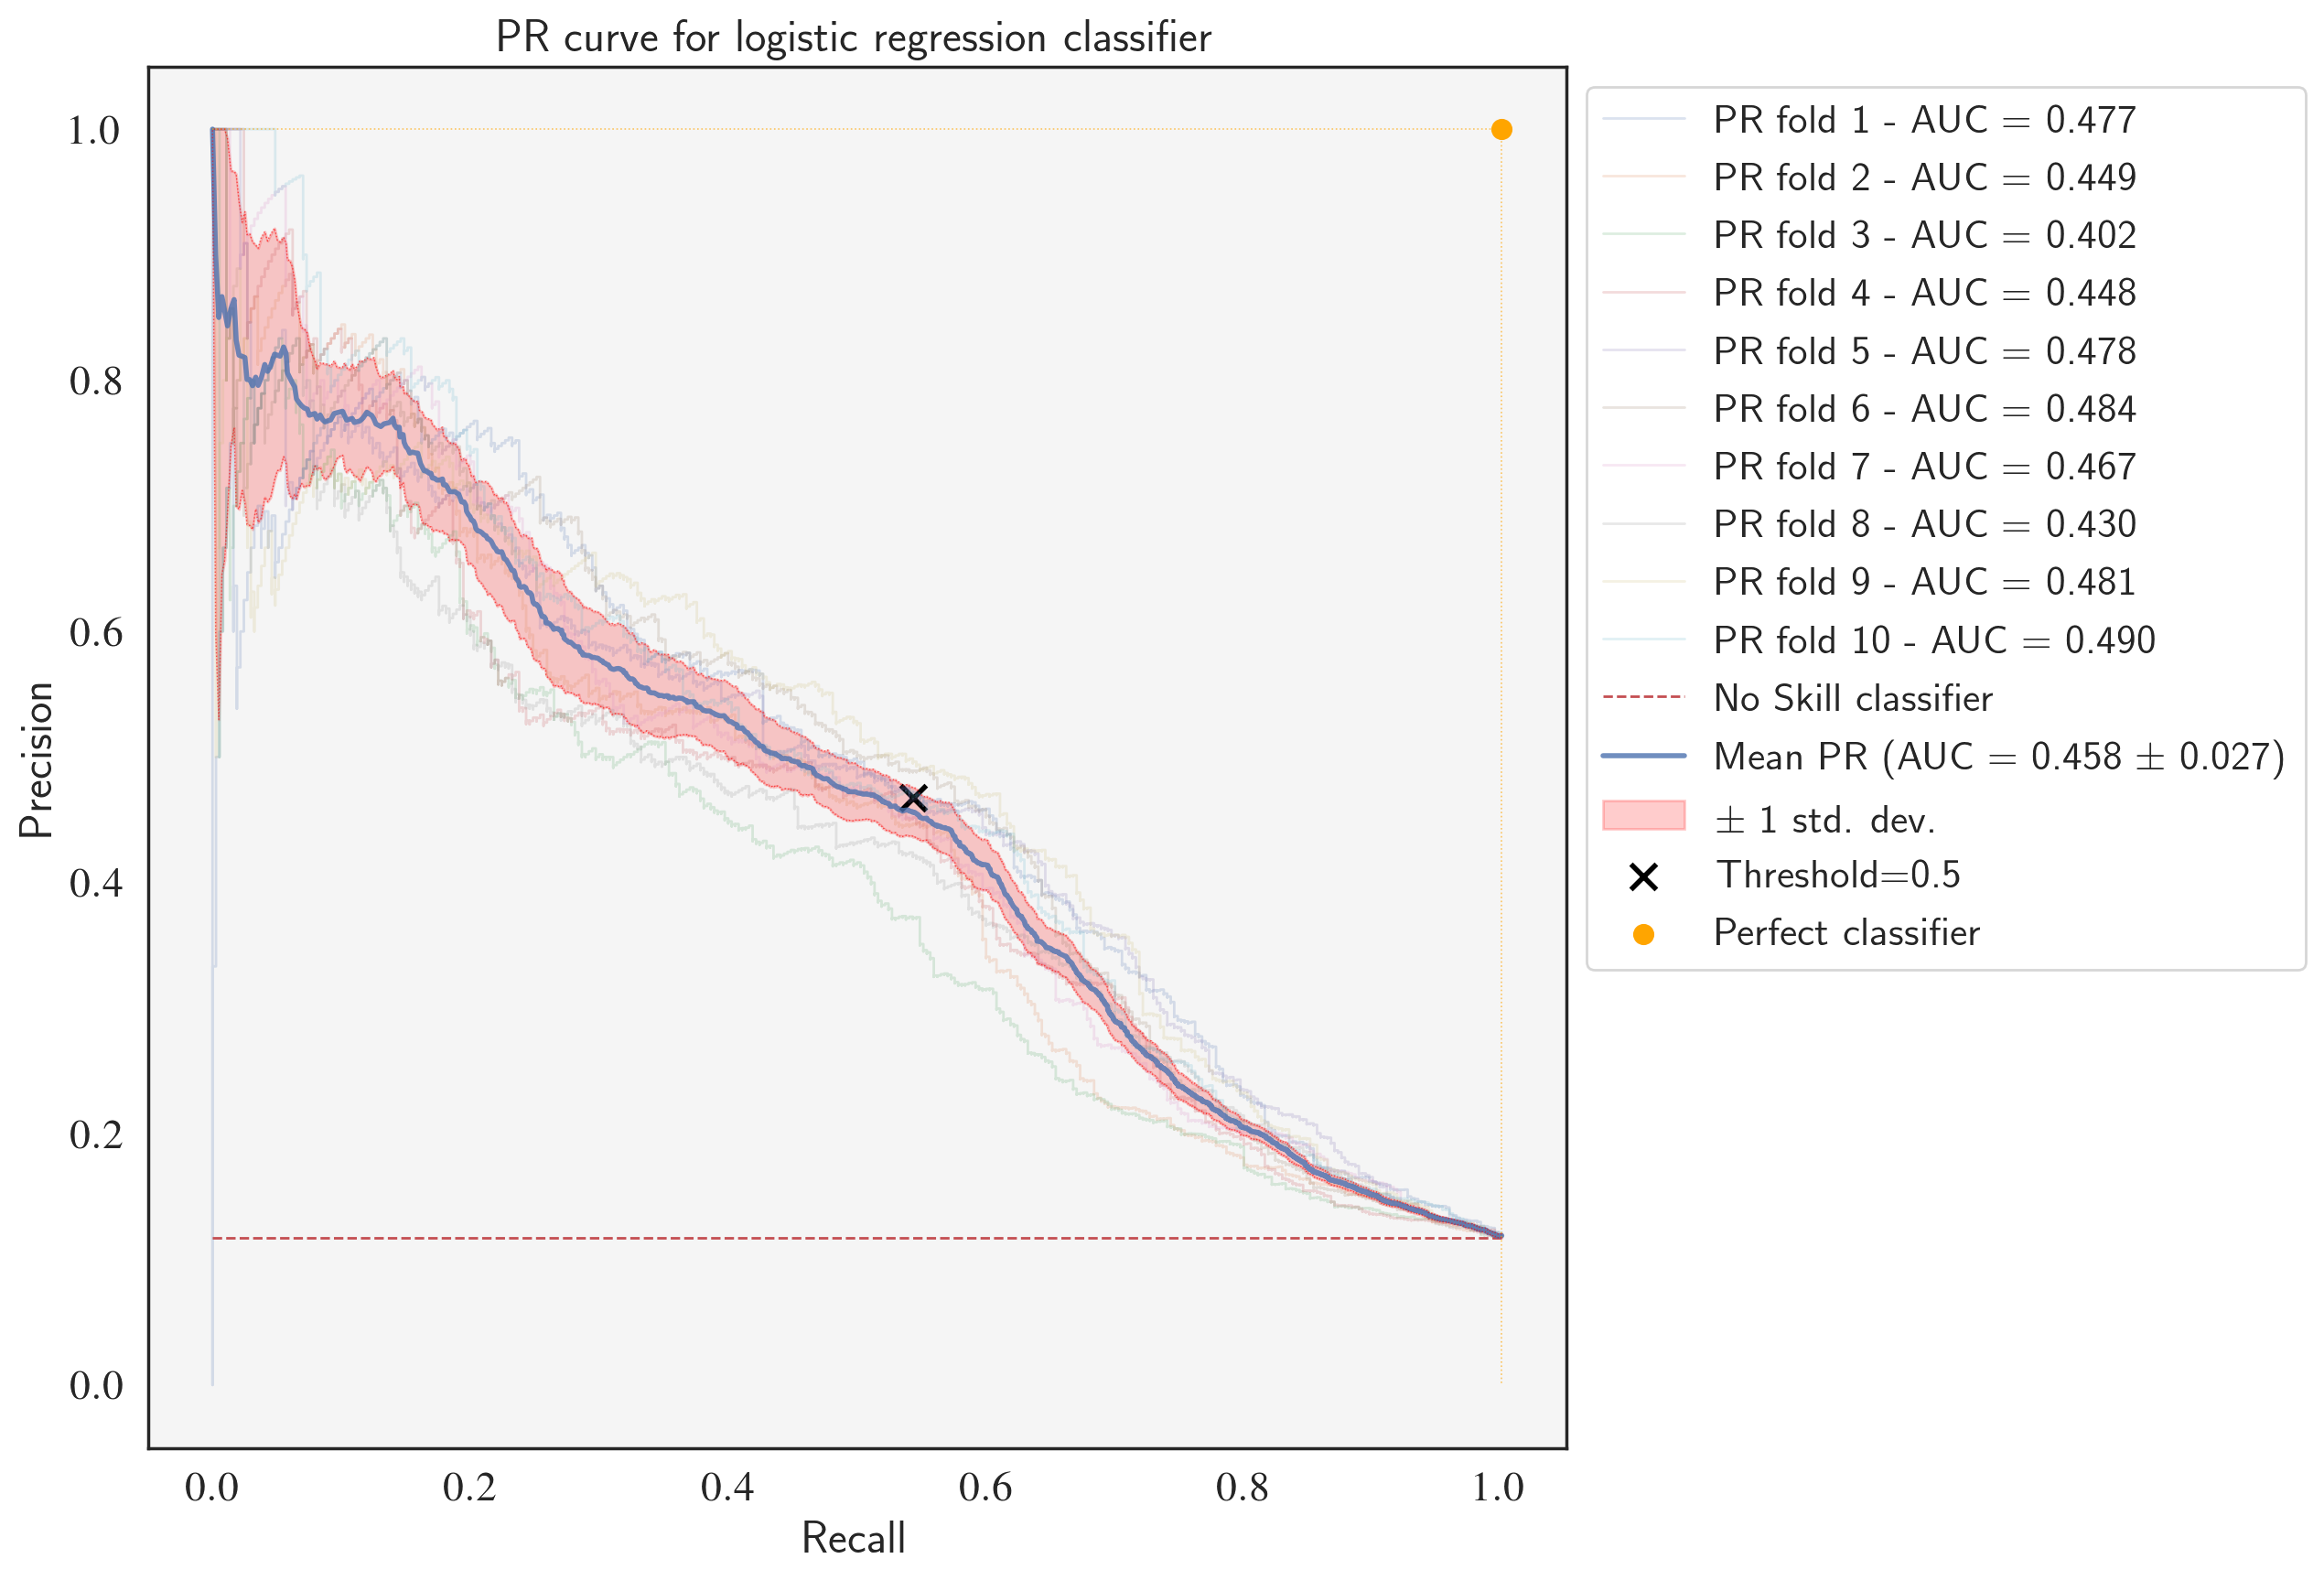 PR curve for logistic regression classifier
Precision
1.0
0.8
0.6
0.4
0.2
0.0
0.0 0.2 0.4 0.6 0.8 1.0
Recall
PR fold 1 - AUC = 0.477
PR fold 2 - AUC = 0.449
PR fold 3 - AUC = 0.402
PR fold 4 - AUC = 0.448
PR fold 5 - AUC = 0.478
PR fold 6 - AUC = 0.484
PR fold 7 - AUC = 0.467
PR fold 8 - AUC = 0.430
PR fold 9 - AUC = 0.481
PR fold 10 - AUC = 0.490
No Skill classifier
Mean PR (AUC = 0.458 ± 0.027)
± 1 std. dev.
Threshold=0.5
Perfect classifier